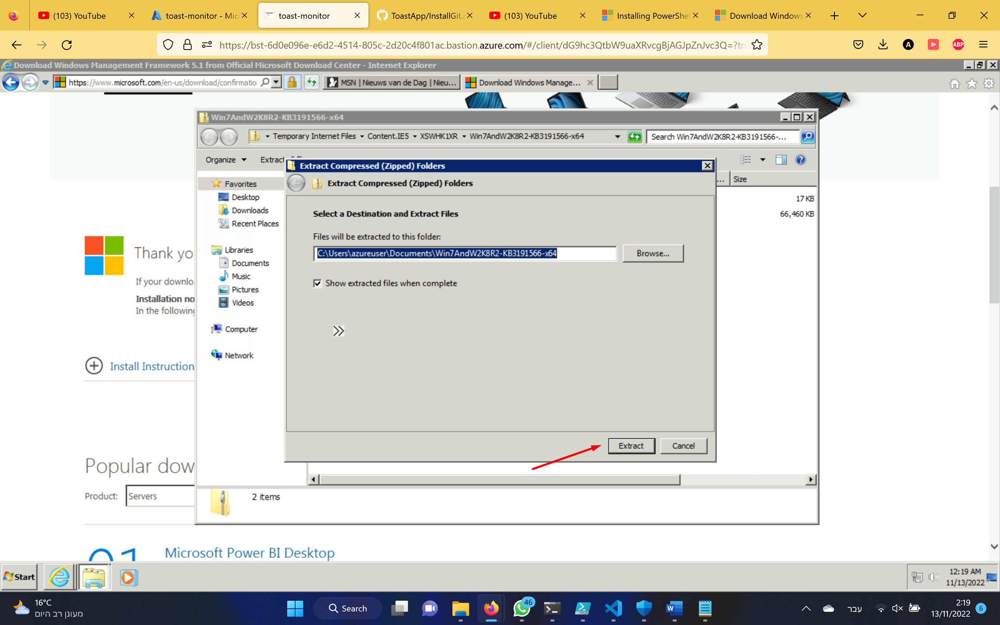 (103) YouTube
toast-monitor - Mic
toast-monitor
ToastApp/InstallGit.p
(103) YouTube
Installing PowerShel
Download Windows
https://bst-6d0e096e-e6d2-4514-805c-2d20c4f801ac.bastion.azure.com/#/client/dG9hc3QtbW9uaXRvcgBjAGJpZnJvc3Q=?tru
A
ABP
Download Windows Management Framework 5.1 from Official Microsoft Download Center - Internet Explorer
https://www.microsoft.com/en-us/download/confirmatio
MSN | Nieuws van de Dag | Nieu...
Download Windows Manage...
Win7AndW2K8R2-KB3191566-x64
Temporary Internet Files
Content.IE5
XSWHK1XR
Win7AndW2K8R2-KB3191566-x64
Search Win7AndW2K8R2-KB3191566-...
Organize
Extract
Extract Compressed (Zipped) Folders
Extract Compressed (Zipped) Folders
... Size
17 KB
66,460 KB
Favorites
Desktop
Downloads
Recent Places
Libraries
Documents
Music
Pictures
Videos
Computer
Network
Select a Destination and Extract Files
Files will be extracted to this folder:
C:\Users\azureuser\Documents\Win7AndW2K8R2-KB3191566-x64
Browse...
Show extracted files when complete
Extract
Cancel
2 items
Thank yo
If your downlo
Installation no
In the following
Install Instruction
Popular dow
Product:
Servers
01
Microsoft Power BI Desktop
Start
12:19 AM
11/13/2022
16°C
מעונן רב היום
Search
46
W
עבר
2:19
13/11/2022
6